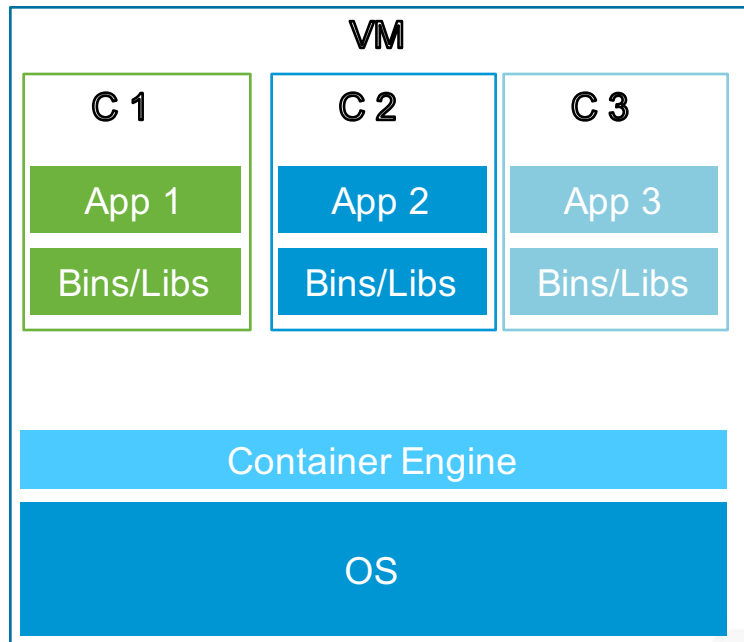 VM
C 1
C 2
C 3
App 1
App 2
App 3
Bins/Libs
Bins/Libs
Bins/Libs
Container Engine
OS